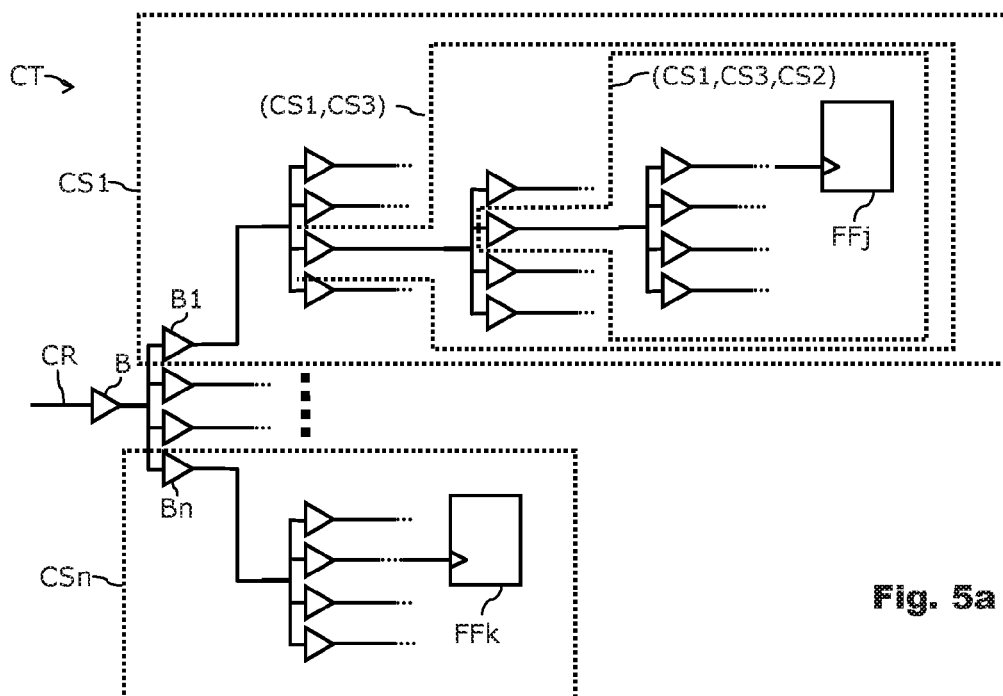 CT
(CS1,CS3)
(CS1,CS3,CS2)
CS1
FFj
B1
CR
B
Bn
CSn
FFk
Fig. 5a